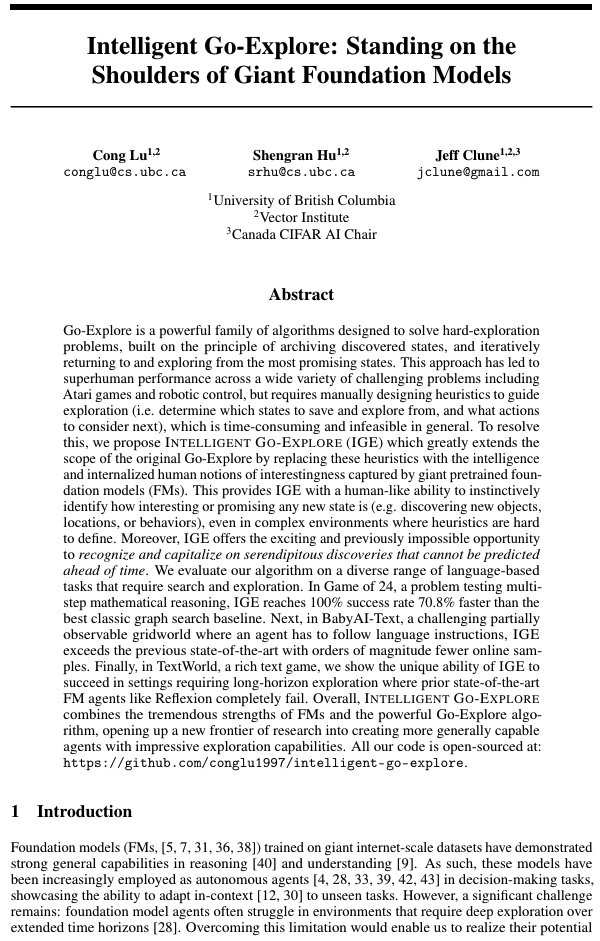 Intelligent Go-Explore: Standing on the
Shoulders of Giant Foundation Models
Cong Lu1,2 Shengran Hu1,2 Jeff Clune1,2,3
conglu@cs.ubc.ca srhu@cs.ubc.ca jclune@gmail.com
1University of British Columbia
2Vector Institute
3Canada CIFAR AI Chair
Abstract
Go-Explore is a powerful family of algorithms designed to solve hard-exploration
problems, built on the principle of archiving discovered states, and iteratively
returning to and exploring from the most promising states. This approach has led to
superhuman performance across a wide variety of challenging problems including
Atari games and robotic control, but requires manually designing heuristics to guide
exploration (i.e. determine which states to save and explore from, and what actions
to consider next), which is time-consuming and infeasible in general. To resolve
this, we propose INTELLIGENT GO-EXPLORE (IGE) which greatly extends the
scope of the original Go-Explore by replacing these heuristics with the intelligence
and internalized human notions of interestingness captured by giant pretrained foun-
dation models (FMs). This provides IGE with a human-like ability to instinctively
identify how interesting or promising any new state is (e.g. discovering new objects,
locations, or behaviors), even in complex environments where heuristics are hard
to define. Moreover, IGE offers the exciting and previously impossible opportunity
to recognize and capitalize on serendipitous discoveries that cannot be predicted
ahead of time. We evaluate our algorithm on a diverse range of language-based
tasks that require search and exploration. In Game of 24, a problem testing multi-
step mathematical reasoning, IGE reaches 100% success rate 70.8% faster than the
best classic graph search baseline. Next, in BabyAI-Text, a challenging partially
observable gridworld where an agent has to follow language instructions, IGE
exceeds the previous state-of-the-art with orders of magnitude fewer online sam-
ples. Finally, in TextWorld, a rich text game, we show the unique ability of IGE to
succeed in settings requiring long-horizon exploration where prior state-of-the-art
FM agents like Reflexion completely fail. Overall, INTELLIGENT GO-EXPLORE
combines the tremendous strengths of FMs and the powerful Go-Explore algo-
rithm, opening up a new frontier of research into creating more generally capable
agents with impressive exploration capabilities. All our code is open-sourced at:
https://github.com/conglu1997/intelligent-go-explore.
1 Introduction
Foundation models (FMs, [5, 7, 31, 36, 38]) trained on giant internet-scale datasets have demonstrated
strong general capabilities in reasoning [40] and understanding [9]. As such, these models have
been increasingly employed as autonomous agents [4, 28, 33, 39, 42, 43] in decision-making tasks,
showcasing the ability to adapt in-context [12, 30] to unseen tasks. However, a significant challenge
remains: foundation model agents often struggle in environments that require deep exploration over
extended time horizons [28]. Overcoming this limitation would enable us to realize their potential